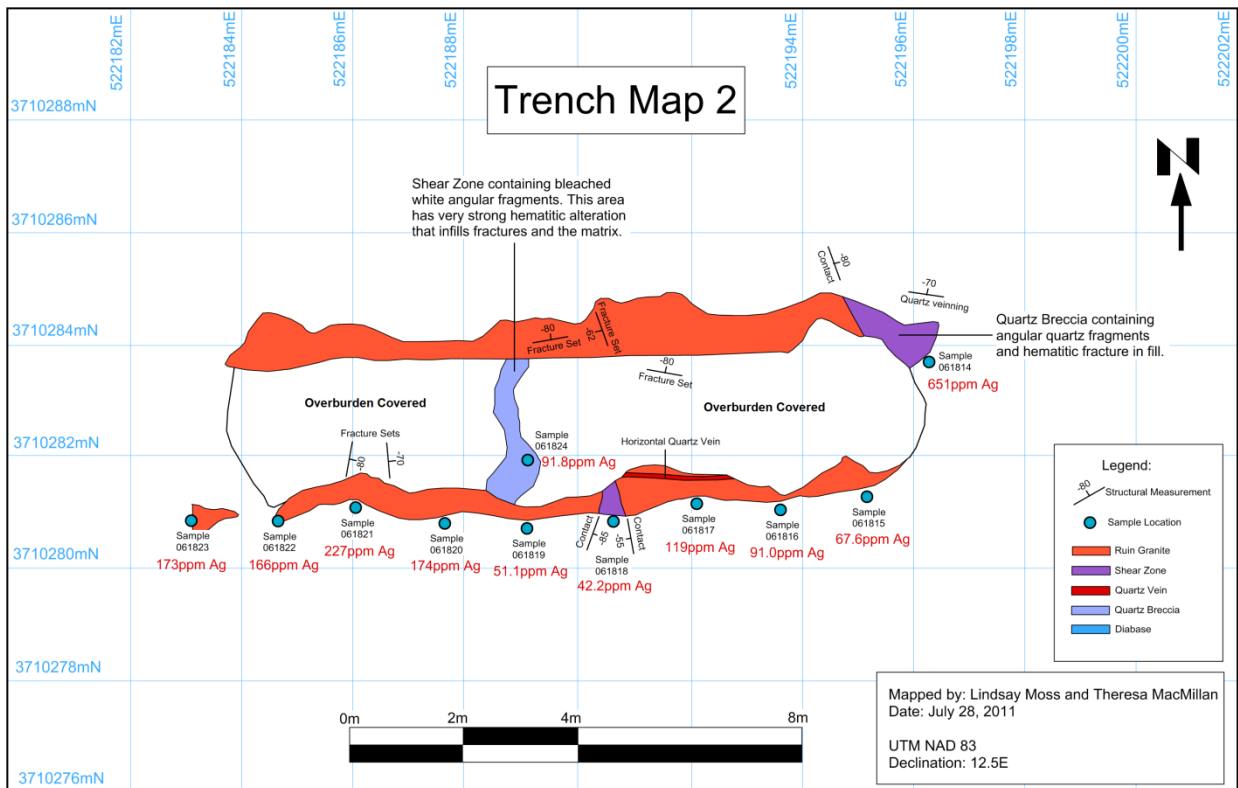 522182mE
522184mE
522186mE
522188mE
522194mE
522196mE
522198mE
522200mE
522202mE
3710288mN
Trench Map 2
N
Shear Zone containing bleached
white angular fragments. This area
has very strong hematitic alteration
that infills fractures and the matrix.
3710286mN
-80
Contact
-70
Quartz veinning
3710284mN
-80
Fracture Set
-62
Fracture Set
-80
Fracture Set
Quartz Breccia containing
angular quartz fragments
and hematitic fracture in fill.
Sample
061814
651ppm Ag
Overburden Covered
Overburden Covered
3710282mN
Fracture Sets
-80
-70
Sample
061824
91.8ppm Ag
Horizontal Quartz Vein
Sample
061823
173ppm Ag
Sample
061822
166ppm Ag
Sample
061821
227ppm Ag
Sample
061820
174ppm Ag
Sample
061819
51.1ppm Ag
Contact
-85
-55
Contact
Sample
061818
42.2ppm Ag
Sample
061817
119ppm Ag
Sample
061816
91.0ppm Ag
Sample
061815
67.6ppm Ag
3710280mN
Legend:
-80
Structural Measurement
Sample Location
Ruin Granite
Shear Zone
Quartz Vein
Quartz Breccia
Diabase
3710278mN
0m
2m
4m
8m
3710276mN
Mapped by: Lindsay Moss and Theresa MacMillan
Date: July 28, 2011
UTM NAD 83
Declination: 12.5E